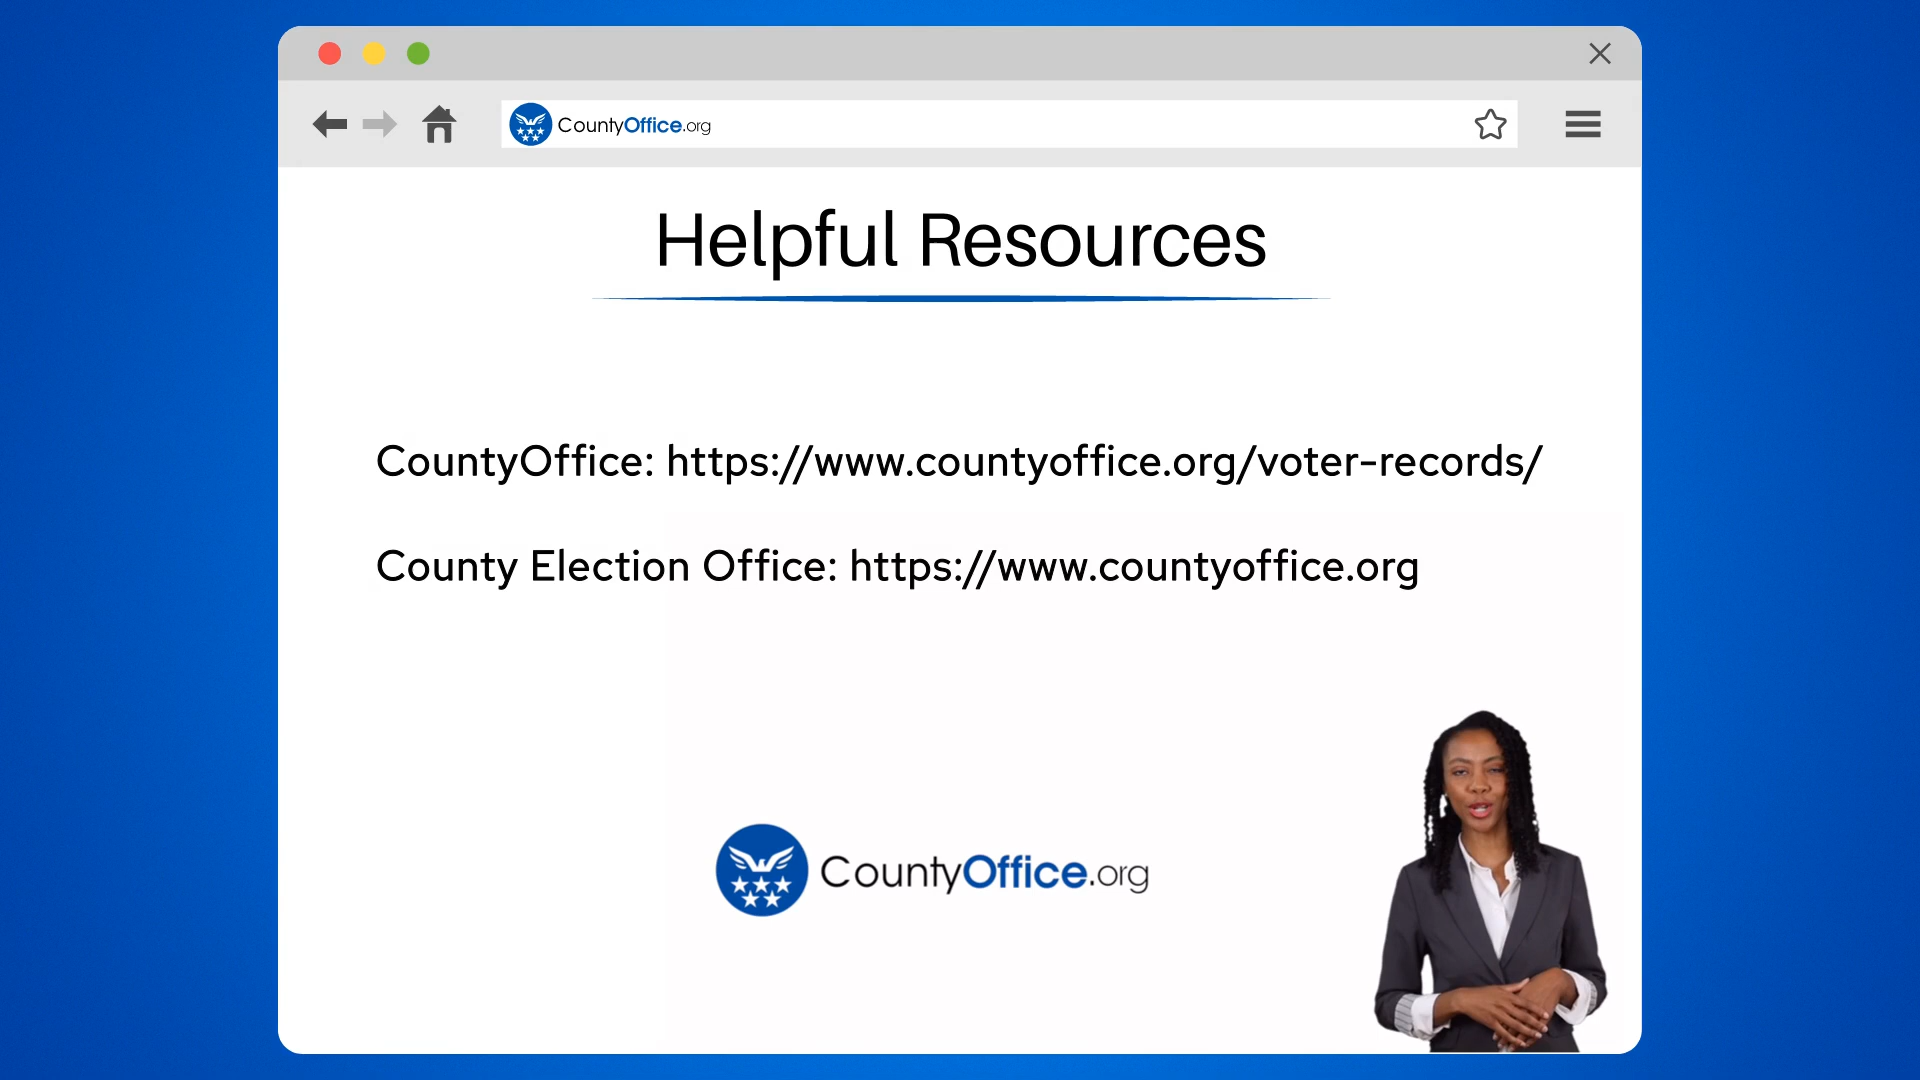 CountyOffice.org
Helpful Resources
CountyOffice: https://www.countyoffice.org/voter-records/
County Election Office: https://www.countyoffice.org
CountyOffice.org